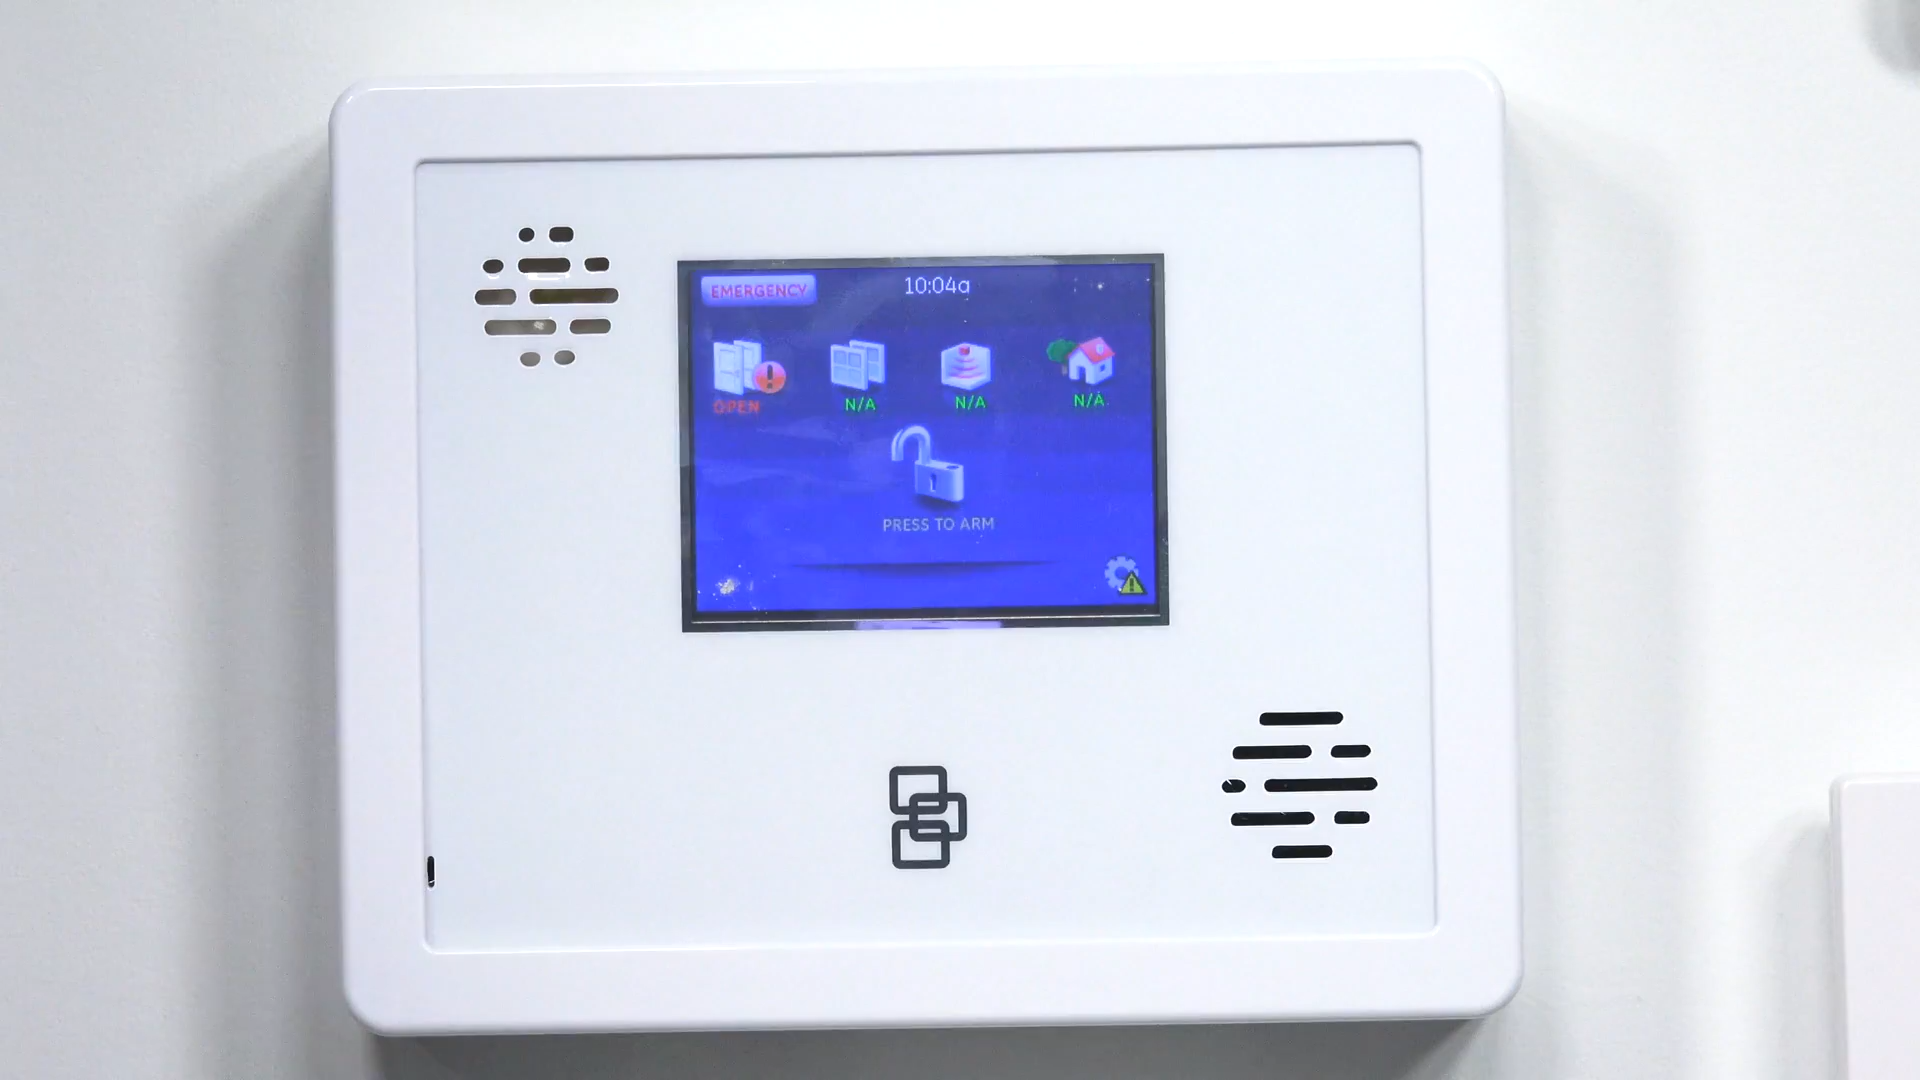 EMERGENCY
10:04a
OPEN
N/A
N/A
N/A
PRESS TO ARM